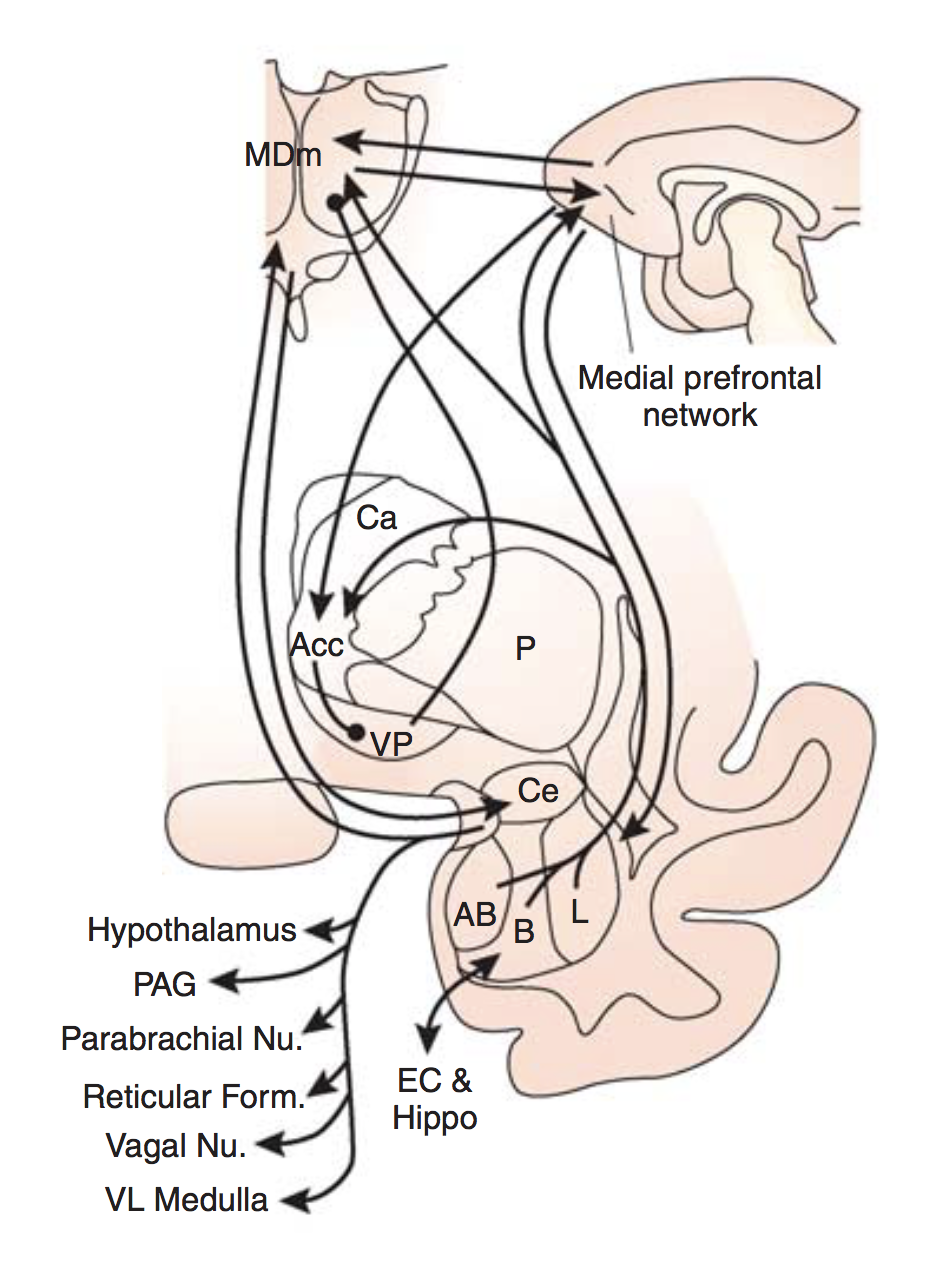 MDm
Medial prefrontal
network
Ca
Acc
P
VP
Ce
AB
B
L
Hypothalamus
PAG
Parabrachial Nu.
Reticular Form.
Vagal Nu.
VL Medulla
EC &
Hippo